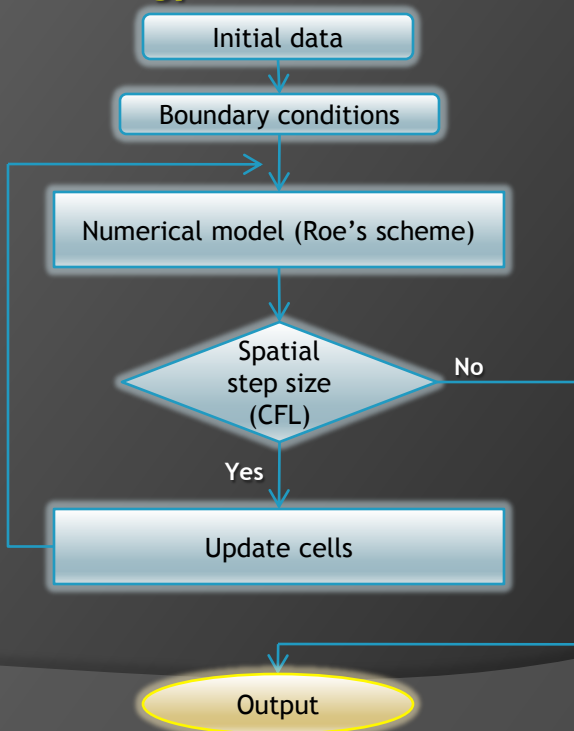 Initial data
Boundary conditions
Numerical model (Roe’s scheme)
Spatial
step size
(CFL)
No
Yes
Update cells
Output